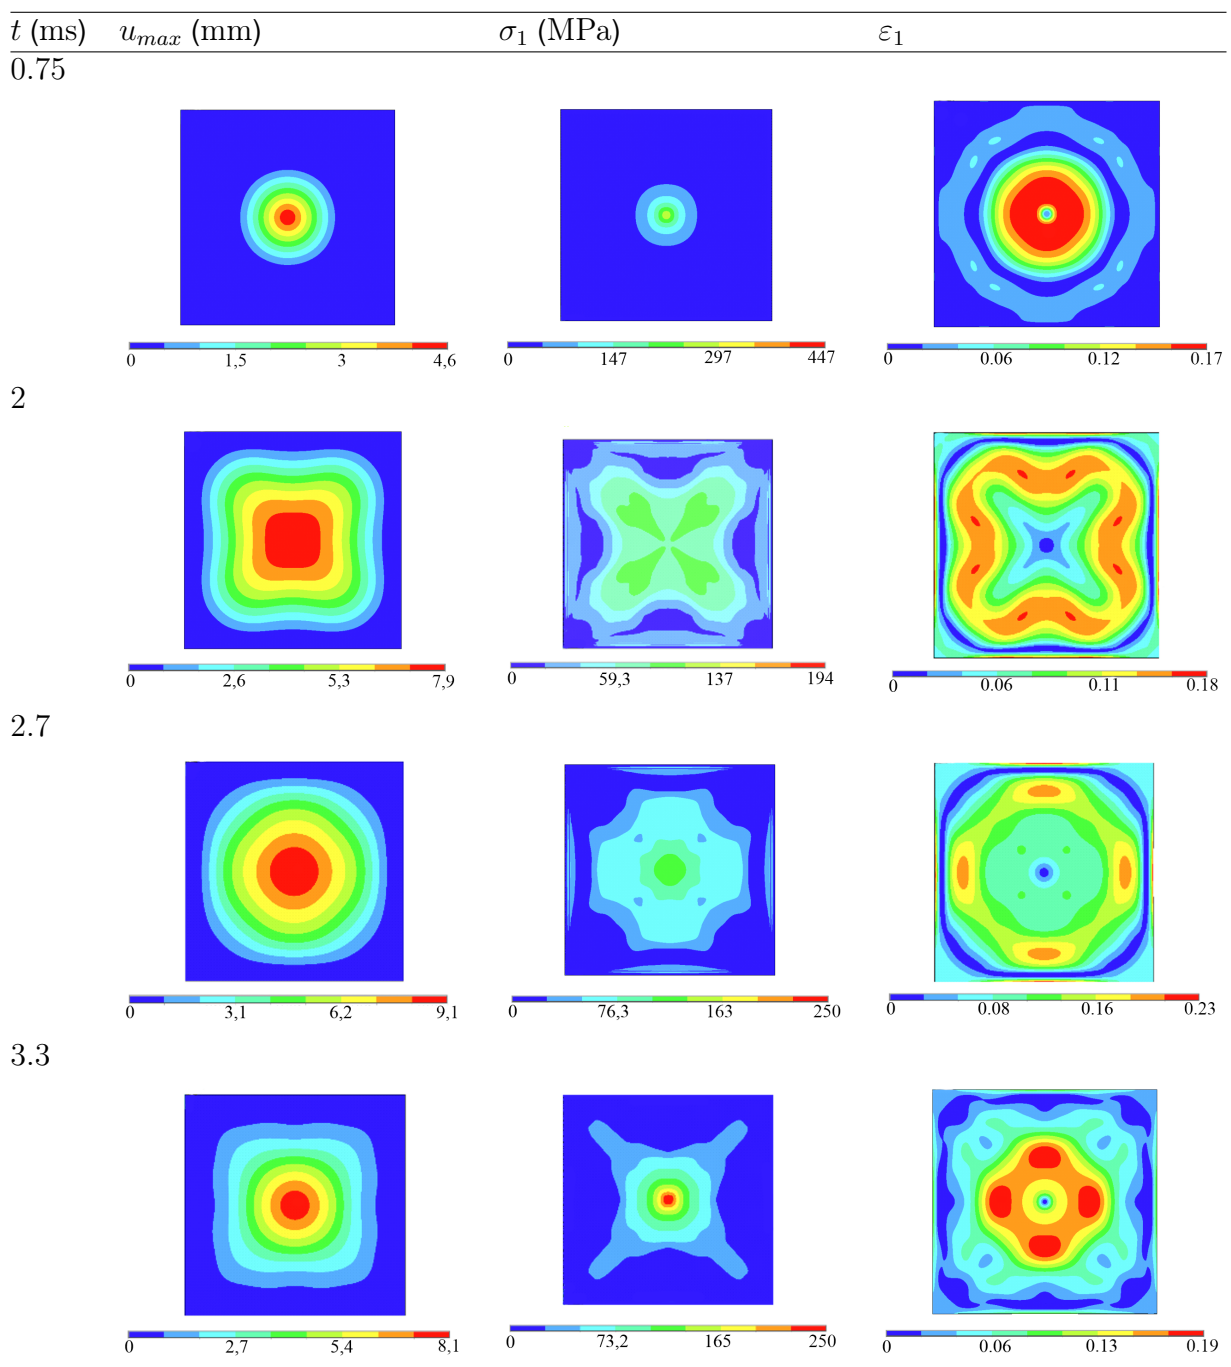 t (ms) u_max (mm) σ₁ (MPa) ε₁
0.75
0 1,5 3 4,6 0 147 297 447 0 0.06 0.12 0.17
2
0 2,6 5,3 7,9 0 59,3 137 194 0 0.06 0.11 0.18
2.7
0 3,1 6,2 9,1 0 76,3 163 250 0 0.08 0.16 0.23
3.3
0 2,7 5,4 8,1 0 73,2 165 250 0 0.06 0.13 0.19